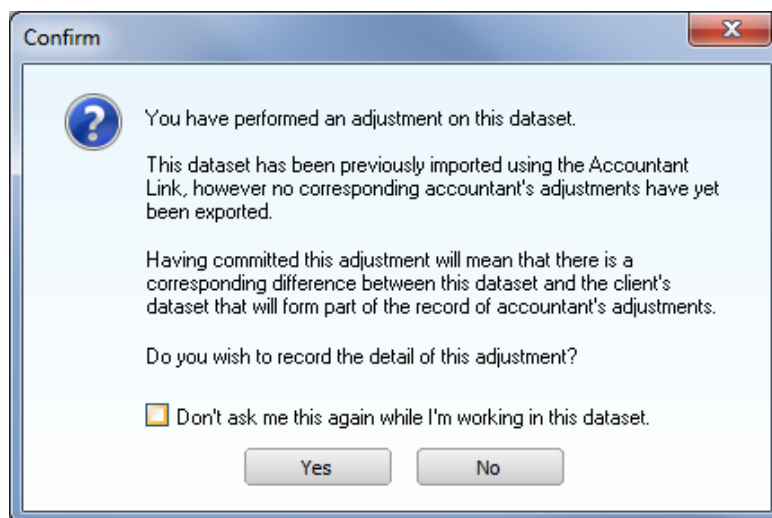 Confirm
You have performed an adjustment on this dataset.
This dataset has been previously imported using the Accountant
Link, however no corresponding accountant's adjustments have yet
been exported.
Having committed this adjustment will mean that there is a
corresponding difference between this dataset and the client's
dataset that will form part of the record of accountant's adjustments.
Do you wish to record the detail of this adjustment?
Don't ask me this again while I'm working in this dataset.
Yes No